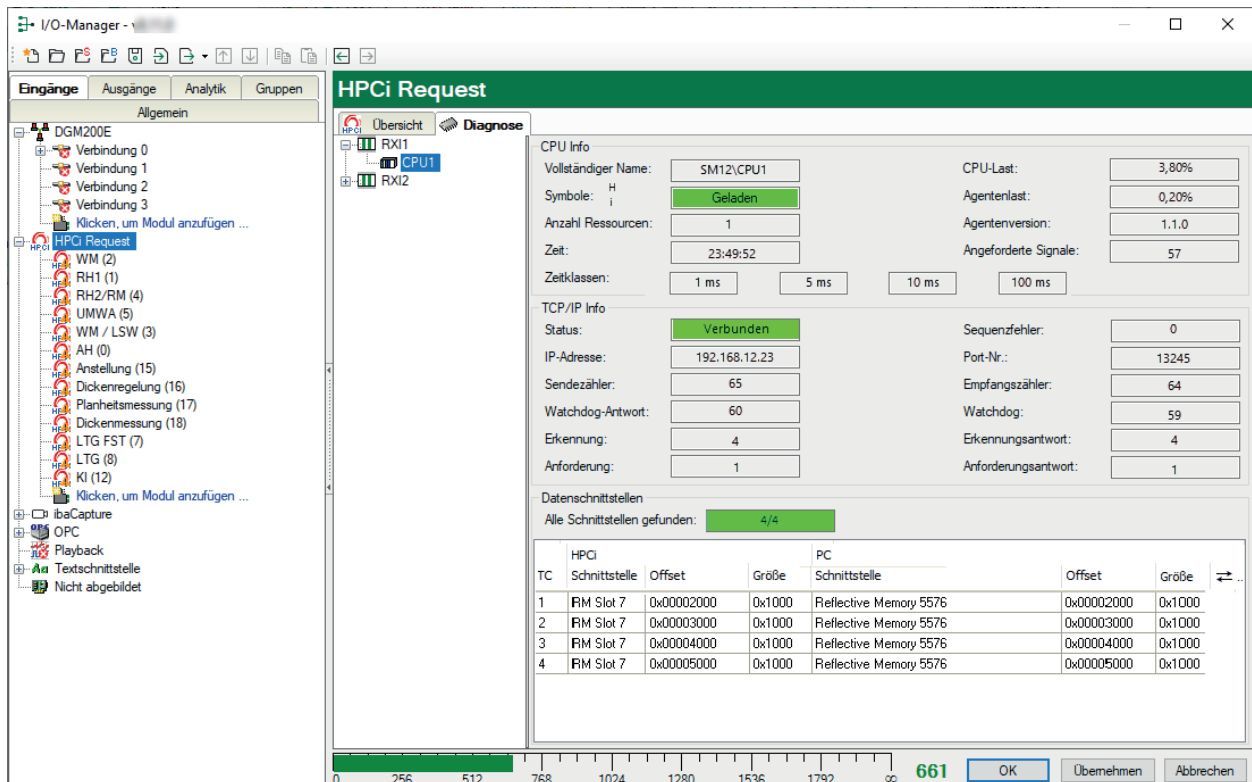 I/O-Manager -
Eingänge Ausgänge Analytik Gruppen
Allgemein
DGM200E
Verbindung 0
Verbindung 1
Verbindung 2
Verbindung 3
Klicken, um Modul anzufügen ...
HPCi Request
WM (2)
RH1 (1)
RH2/RM (4)
UMWA (5)
WM / LSW (3)
AH (0)
Anstellung (15)
Dickenregelung (16)
Planheitsmessung (17)
Dickenmessung (18)
LTG FST (7)
LTG (8)
KI (12)
Klicken, um Modul anzufügen ...
ibaCapture
OPC
Playback
Textschnittstelle
Nicht abgebildet
HPCi Request
Übersicht Diagnose
RXI1
CPU1
RXI2
CPU Info
Vollständiger Name: SM12\CPU1 CPU-Last: 3,80%
Symbole: H i Geladen Agentenlast: 0,20%
Anzahl Ressourcen: 1 Agentenversion: 1.1.0
Zeit: 23:49:52 Angeforderte Signale: 57
Zeitklassen: 1 ms 5 ms 10 ms 100 ms
TCP/IP Info
Status: Verbunden Sequenzfehler: 0
IP-Adresse: 192.168.12.23 Port-Nr.: 13245
Sendezähler: 65 Empfangszähler: 64
Watchdog-Antwort: 60 Watchdog: 59
Erkennung: 4 Erkennungsantwort: 4
Anforderung: 1 Anforderungsantwort: 1
Datenschnittstellen
Alle Schnittstellen gefunden: 4/4
HPCi PC
TC Schnittstelle Offset Größe Schnittstelle Offset Größe ..
1 RM Slot 7 0x00002000 0x1000 Reflective Memory 5576 0x00002000 0x1000
2 RM Slot 7 0x00003000 0x1000 Reflective Memory 5576 0x00003000 0x1000
3 RM Slot 7 0x00004000 0x1000 Reflective Memory 5576 0x00004000 0x1000
4 RM Slot 7 0x00005000 0x1000 Reflective Memory 5576 0x00005000 0x1000
0 256 512 768 1024 1280 1536 1792 ∞ 661 OK Übernehmen Abbrechen